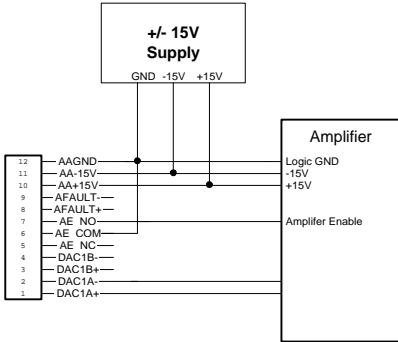 +/- 15V
Supply
GND -15V +15V
Amplifier
12 AAGND Logic GND
11 AA-15V -15V
10 AA+15V +15V
9 AFAULT-
8 AFAULT+
7 AE NO Amplifer Enable
6 AE COM
5 AE NC
4 DAC1B-
3 DAC1B+
2 DAC1A-
1 DAC1A+